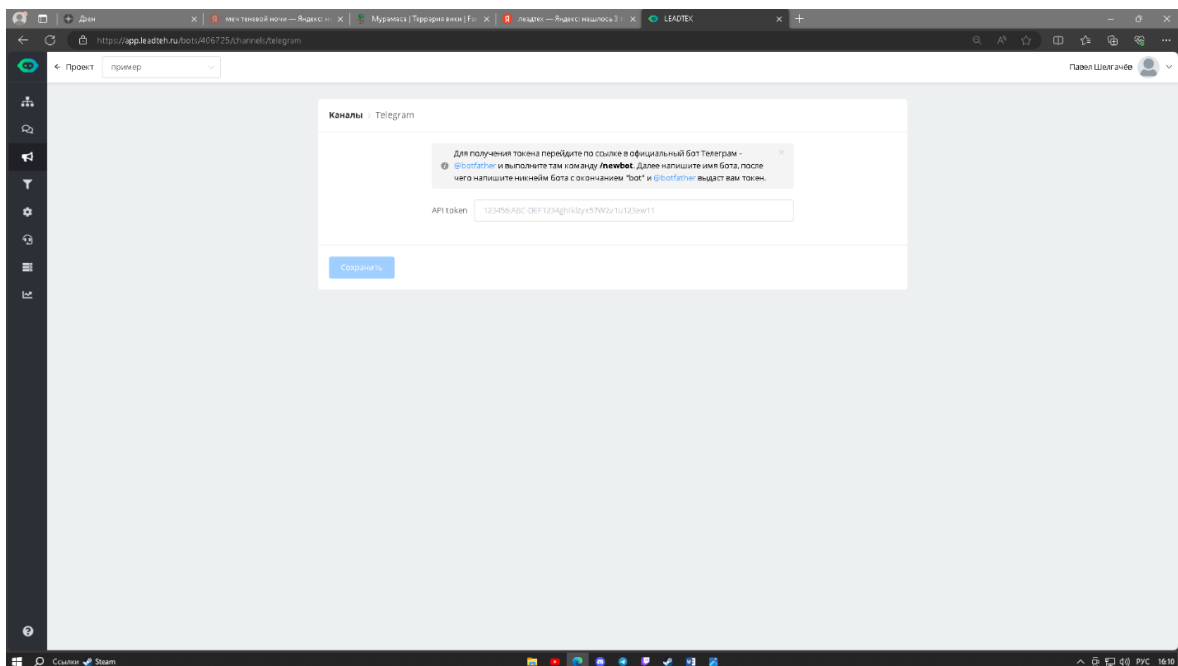 Дзен
меч теневой ночи — Яндекс: н
Мурамаса | Террария вики | Fa
леадтех — Яндекс: нашлось 3 т
LEADTEX
https://app.leadteh.ru/bots/406725/channels/telegram
← Проект
пример
Павел Шелгачёв
Каналы
Telegram
Для получения токена перейдите по ссылке в официальный бот Телеграм -
@botfather и выполните там команду /newbot. Далее напишите имя бота, после
чего напишите никнейм бота с окончанием "bot" и @botfather выдаст вам токен.
API token
123456:ABC-DEF1234ghIklzyx57W2v1u123ew11
Сохранить
Ссылки
Steam
РУС
16:10